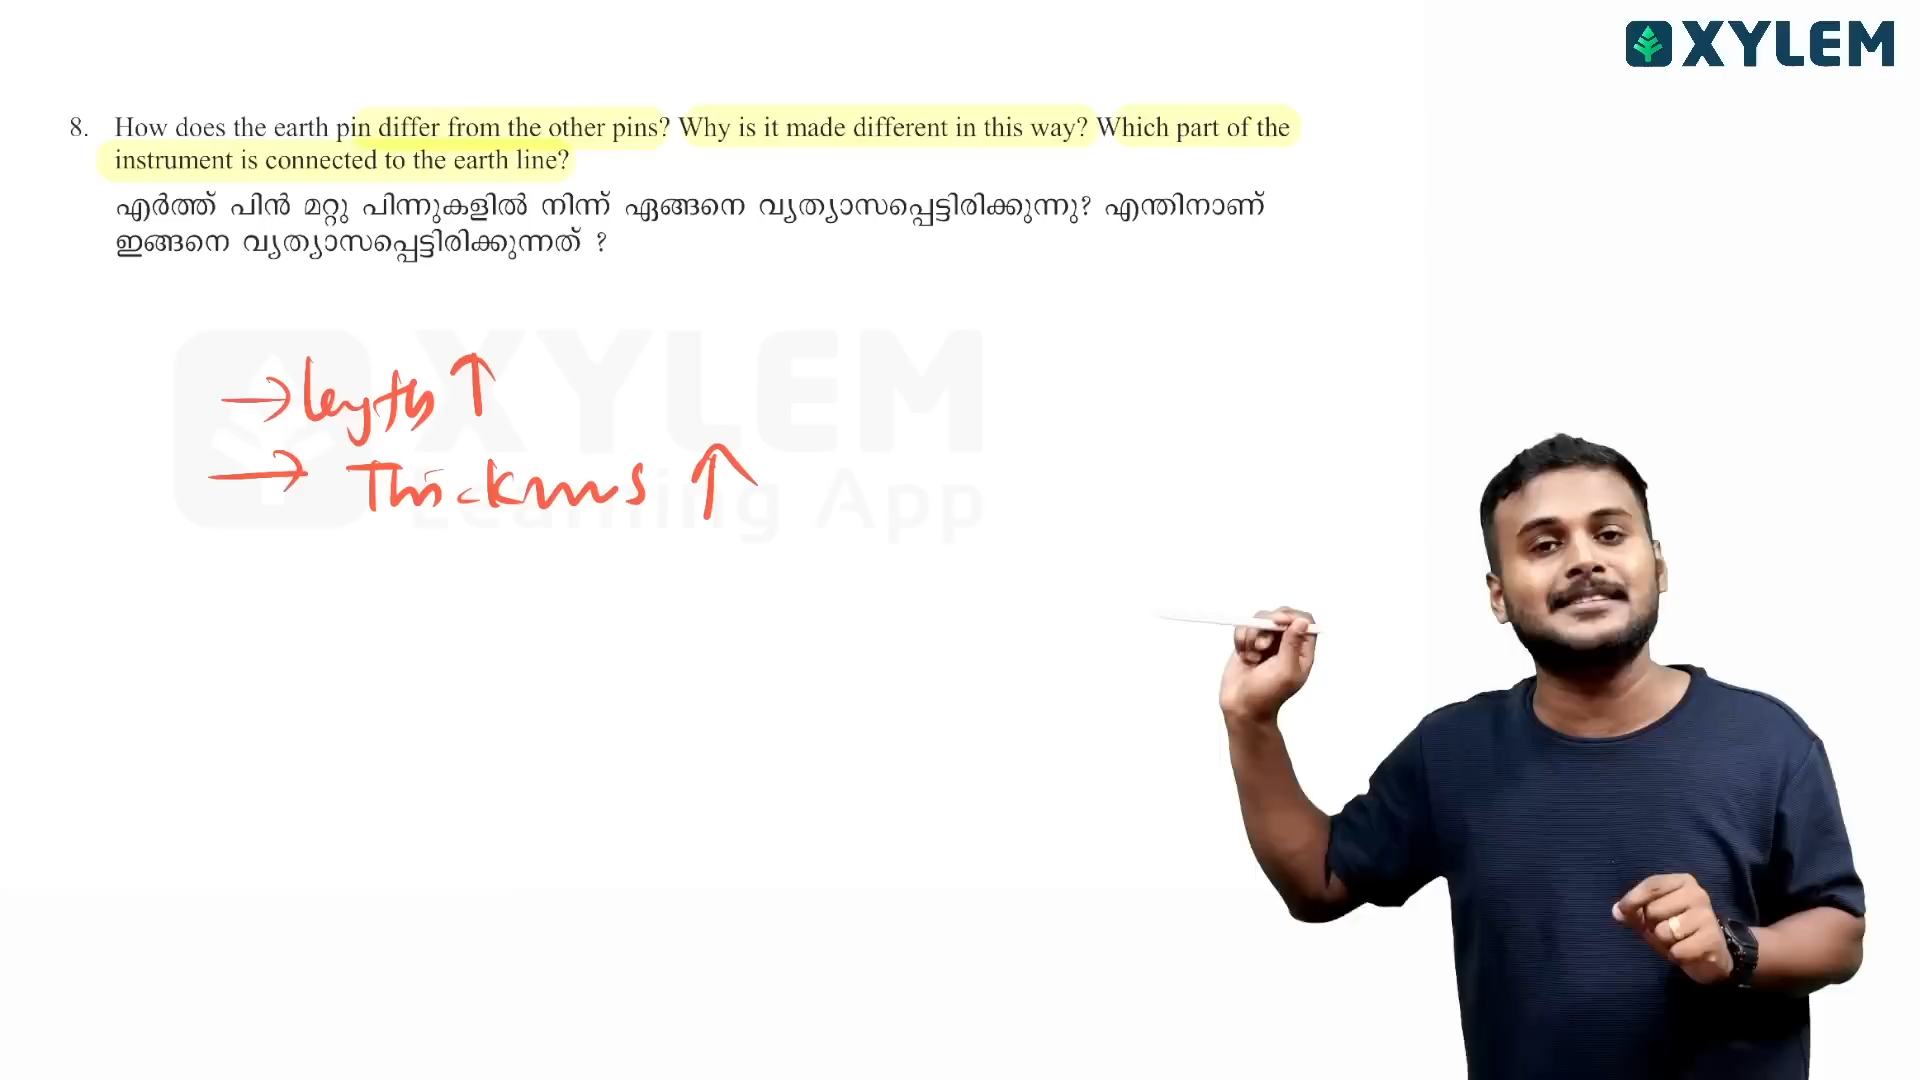 XYLEM
8. How does the earth pin differ from the other pins? Why is it made different in this way? Which part of the
instrument is connected to the earth line?
എർത്ത് പിൻ മറ്റു പിന്നുകളിൽ നിന്ന് ഏങ്ങനെ വ്യത്യാസപ്പെട്ടിരിക്കുന്നു? എന്തിനാണ്
ഇങ്ങനെ വ്യത്യാസപ്പെട്ടിരിക്കുന്നത് ?
XYLEM
Learning App
→ length ↑
→ Thickness ↑